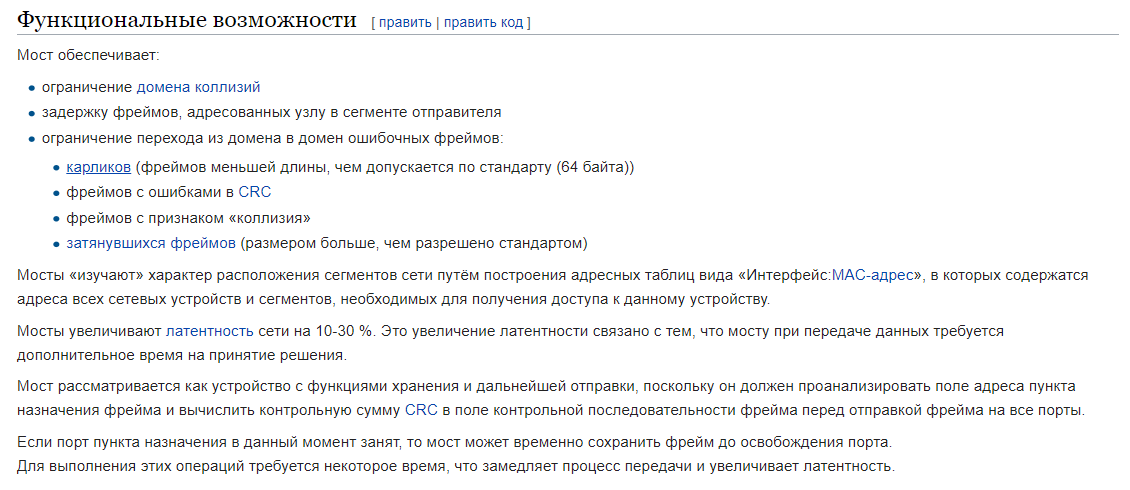 Функциональные возможности [ править | править код ]
Мост обеспечивает:
ограничение домена коллизий
задержку фреймов, адресованных узлу в сегменте отправителя
ограничение перехода из домена в домен ошибочных фреймов:
карликов (фреймов меньшей длины, чем допускается по стандарту (64 байта))
фреймов с ошибками в CRC
фреймов с признаком «коллизия»
затянувшихся фреймов (размером больше, чем разрешено стандартом)
Мосты «изучают» характер расположения сегментов сети путём построения адресных таблиц вида «Интерфейс:MAC-адрес», в которых содержатся
адреса всех сетевых устройств и сегментов, необходимых для получения доступа к данному устройству.
Мосты увеличивают латентность сети на 10-30 %. Это увеличение латентности связано с тем, что мосту при передаче данных требуется
дополнительное время на принятие решения.
Мост рассматривается как устройство с функциями хранения и дальнейшей отправки, поскольку он должен проанализировать поле адреса пункта
назначения фрейма и вычислить контрольную сумму CRC в поле контрольной последовательности фрейма перед отправкой фрейма на все порты.
Если порт пункта назначения в данный момент занят, то мост может временно сохранить фрейм до освобождения порта.
Для выполнения этих операций требуется некоторое время, что замедляет процесс передачи и увеличивает латентность.